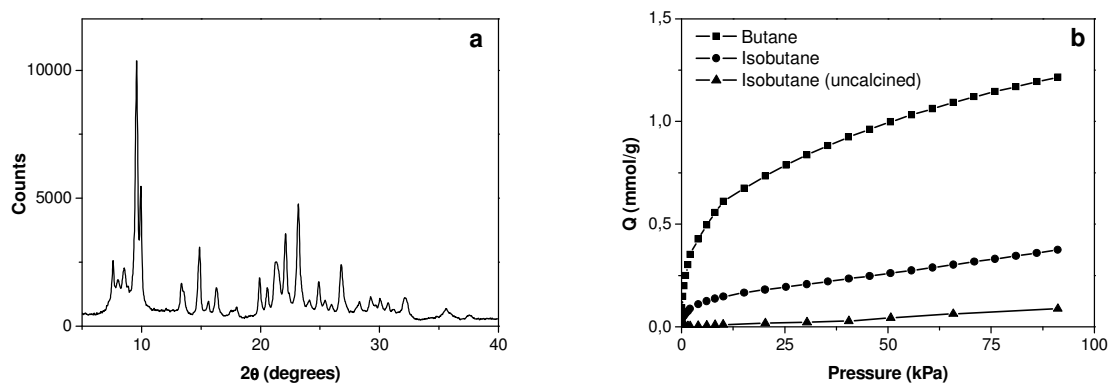 a
Counts
10000
5000
0
10
20
30
40
2θ (degrees)
b
Butane
Isobutane
Isobutane (uncalcined)
Q (mmol/g)
1,5
1,0
0,5
0,0
0
25
50
75
100
Pressure (kPa)